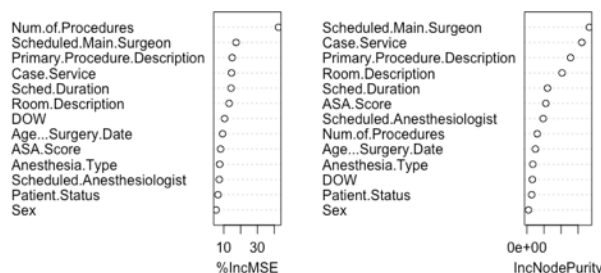 Num.of.Procedures
Scheduled.Main.Surgeon
Primary.Procedure.Description
Case.Service
Sched.Duration
Room.Description
DOW
Age...Surgery.Date
ASA.Score
Anesthesia.Type
Scheduled.Anesthesiologist
Patient.Status
Sex
10 30
%IncMSE
Scheduled.Main.Surgeon
Case.Service
Primary.Procedure.Description
Room.Description
Sched.Duration
ASA.Score
Scheduled.Anesthesiologist
Num.of.Procedures
Age...Surgery.Date
Anesthesia.Type
DOW
Patient.Status
Sex
0e+00
IncNodePurity